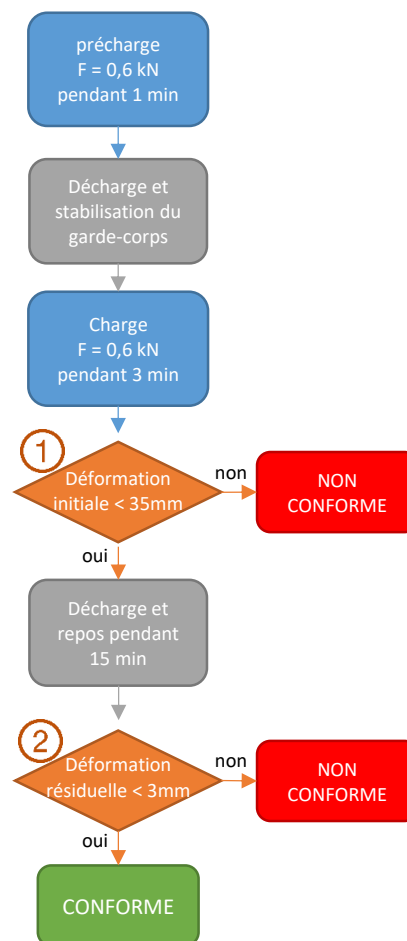 précharge
F = 0,6 kN
pendant 1 min
Décharge et
stabilisation du
garde-corps
Charge
F = 0,6 kN
pendant 3 min
1
Déformation
initiale < 35mm
non
NON
CONFORME
oui
Décharge et
repos pendant
15 min
2
Déformation
résiduelle < 3mm
non
NON
CONFORME
oui
CONFORME